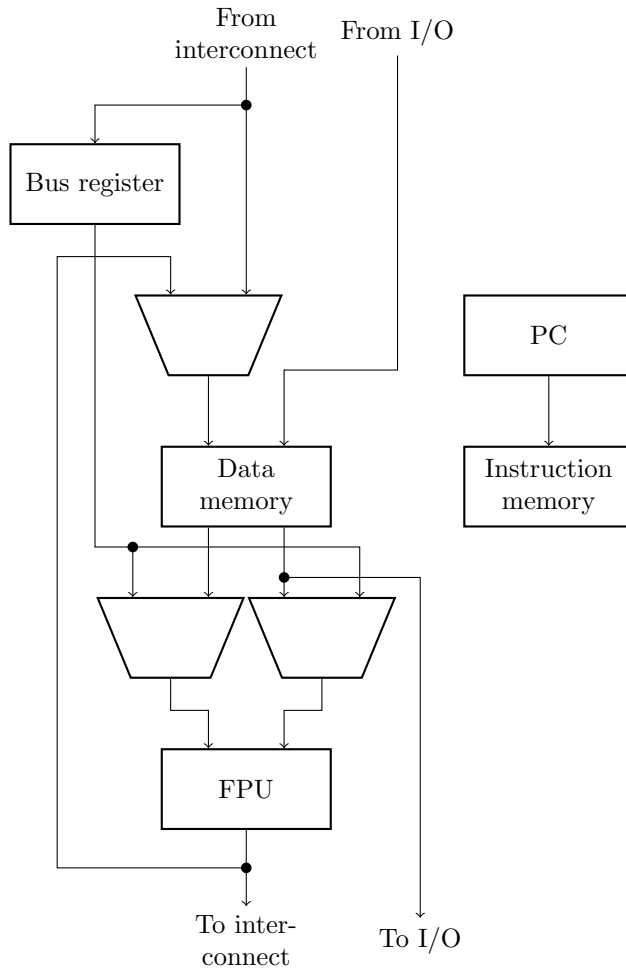 From
interconnect
From I/O
Bus register
PC
Data
memory
Instruction
memory
FPU
To inter-
connect
To I/O